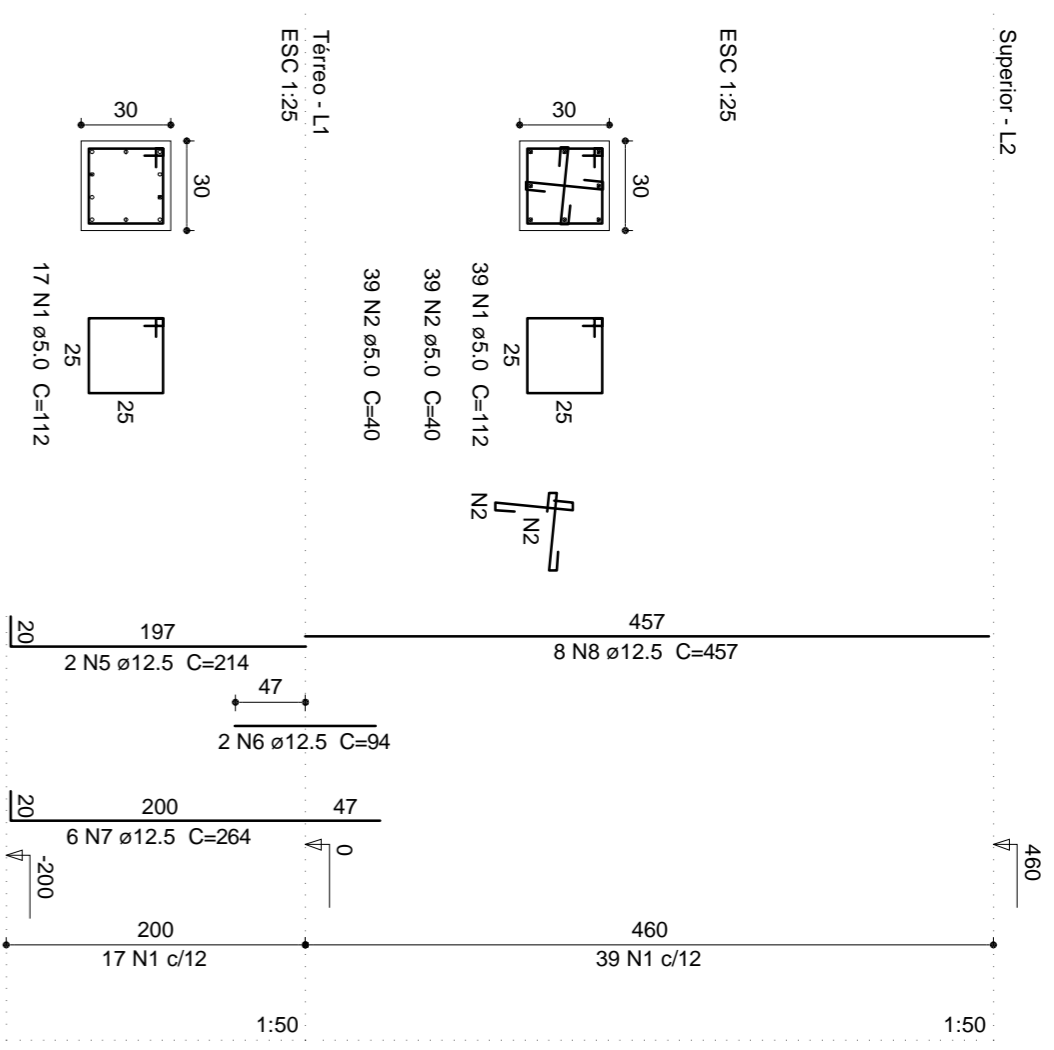 Superior - L2
ESC 1:25
30
30
39 N1 ø5.0 C=112
39 N2 ø5.0 C=40
39 N2 ø5.0 C=40
25
25
N2
N2
457
8 N8 ø12.5 C=457
460
460
39 N1 c/12
1:50
Térreo - L1
ESC 1:25
30
30
17 N1 ø5.0 C=112
25
25
20
197
2 N5 ø12.5 C=214
47
2 N6 ø12.5 C=94
20
200
47
6 N7 ø12.5 C=264
0
-200
200
17 N1 c/12
1:50